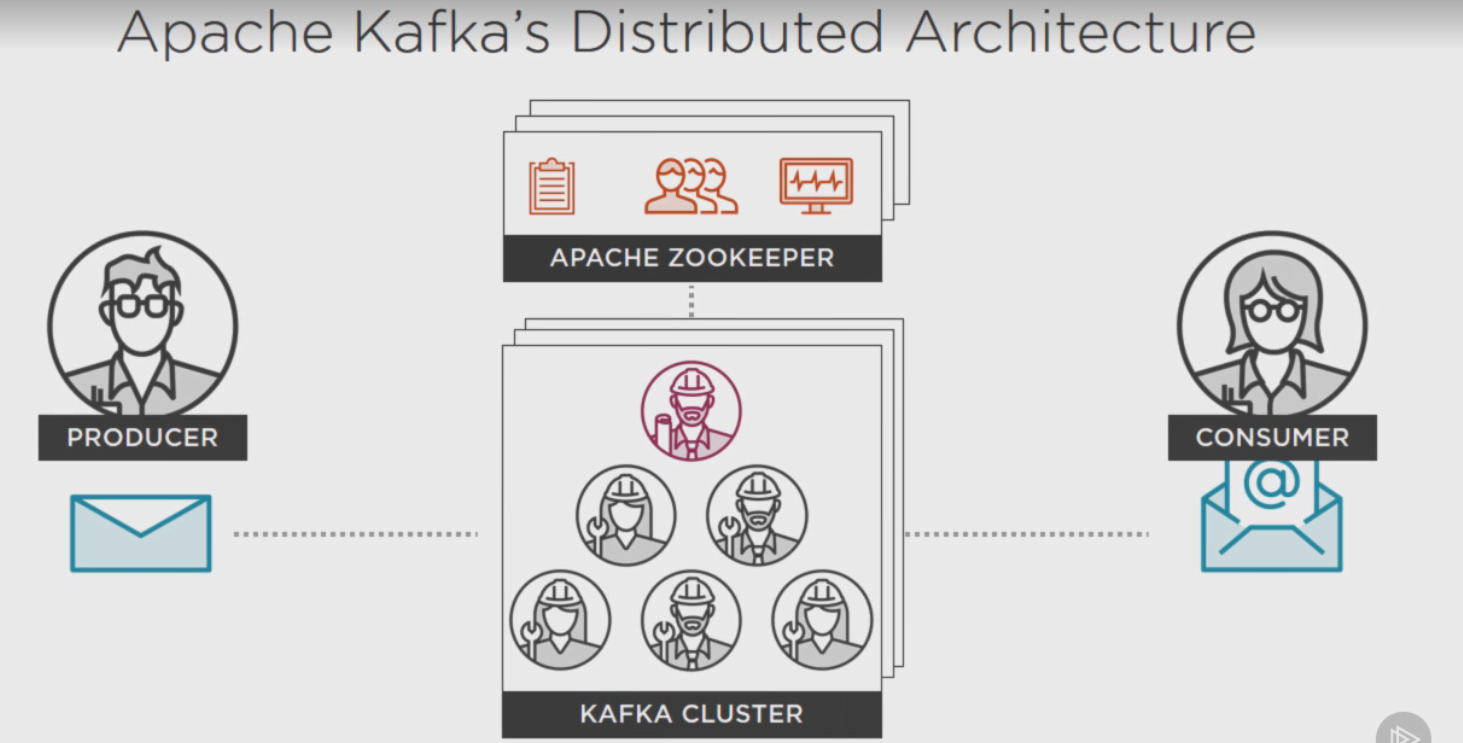 Apache Kafka's Distributed Architecture
APACHE ZOOKEEPER
PRODUCER
CONSUMER
@
KAFKA CLUSTER